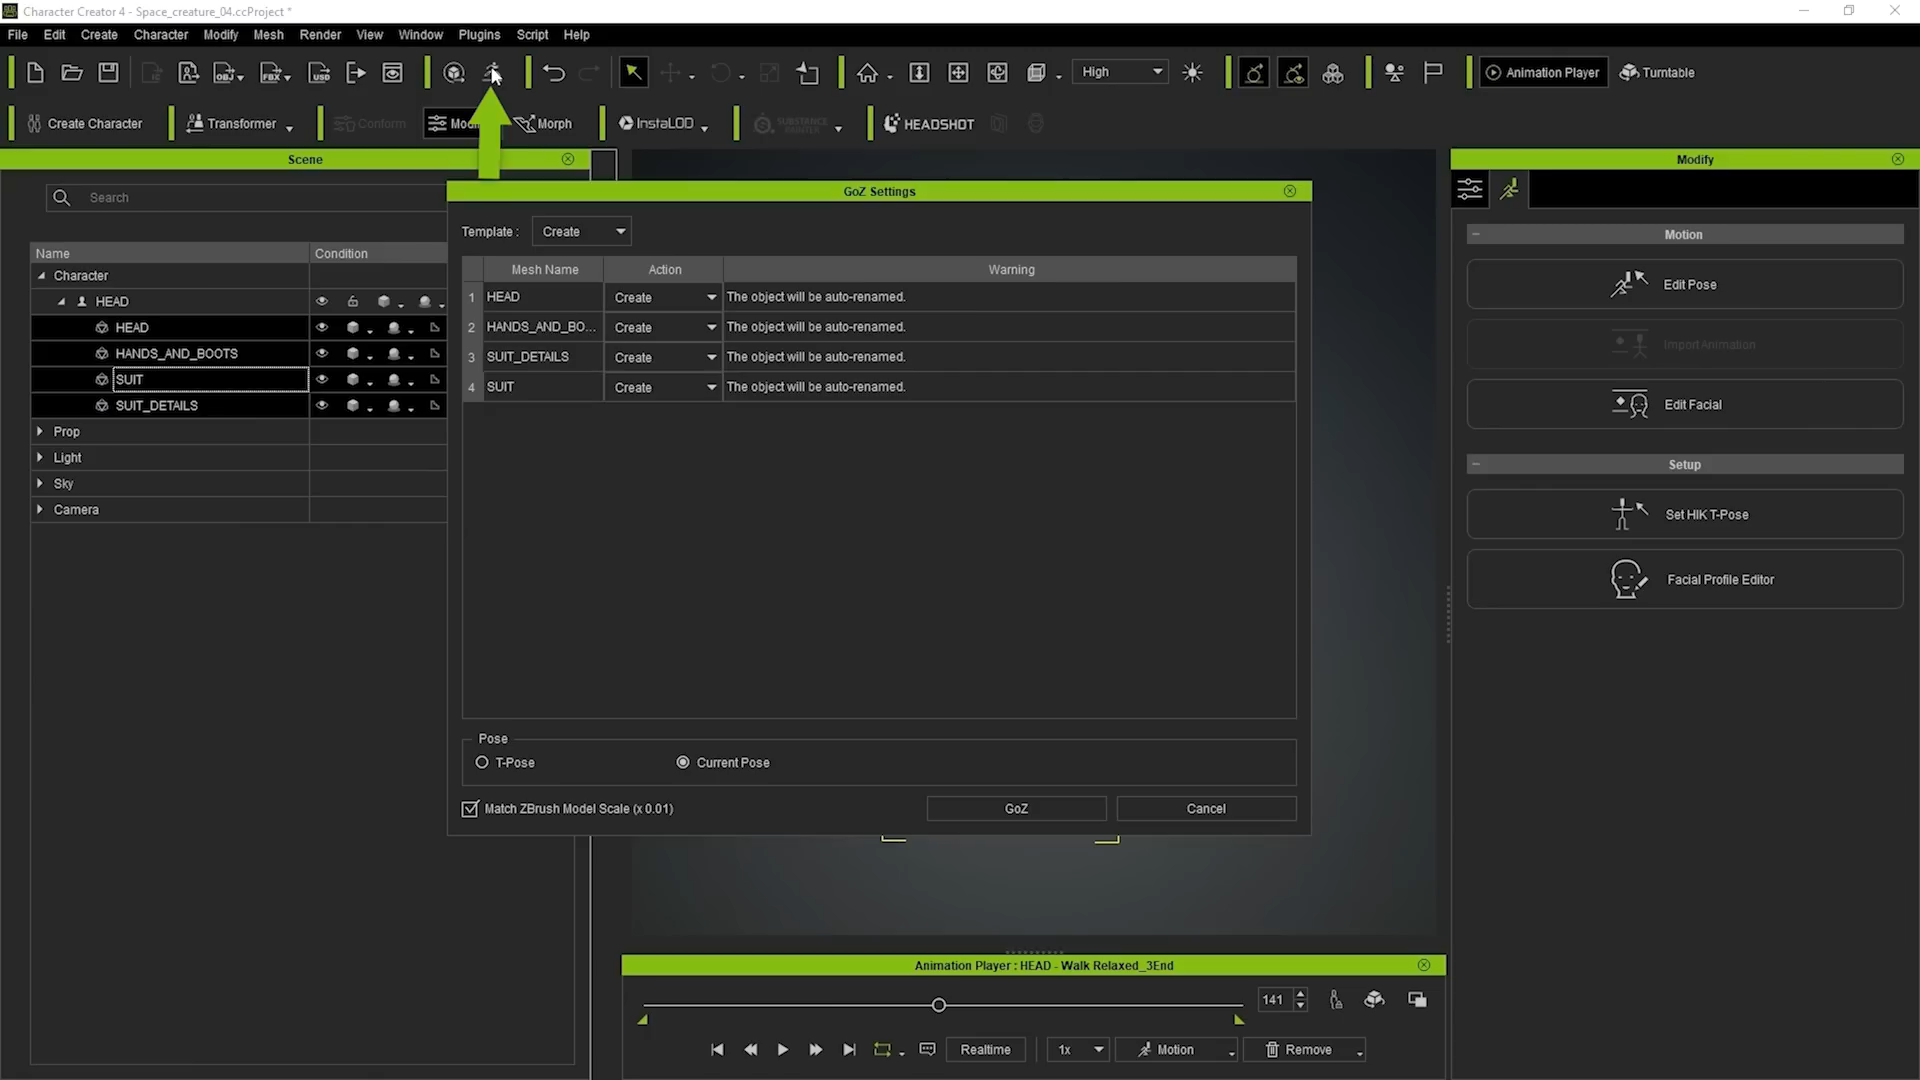 Character Creator 4 - Space_creature_04.ccProject *
File Edit Create Character Modify Mesh Render View Window Plugins Script Help
OBJ FBX USD High Animation Player Turntable
Create Character Transformer Conform Morph InstaLOD SUBSTANCE PAINTER HEADSHOT
Scene
Search
Name Condition
Character
HEAD
HEAD
HANDS_AND_BOOTS
SUIT
SUIT_DETAILS
Prop
Light
Sky
Camera
GoZ Settings
Template : Create
Mesh Name Action Warning
1 HEAD Create The object will be auto-renamed.
2 HANDS_AND_BO... Create The object will be auto-renamed.
3 SUIT_DETAILS Create The object will be auto-renamed.
4 SUIT Create The object will be auto-renamed.
Pose
T-Pose Current Pose
Match ZBrush Model Scale (x 0.01) GoZ Cancel
Modify
Motion
Edit Pose
Import Animation
Edit Facial
Setup
Set HIK T-Pose
Facial Profile Editor
Animation Player : HEAD - Walk Relaxed_3End
141
Realtime 1x Motion Remove